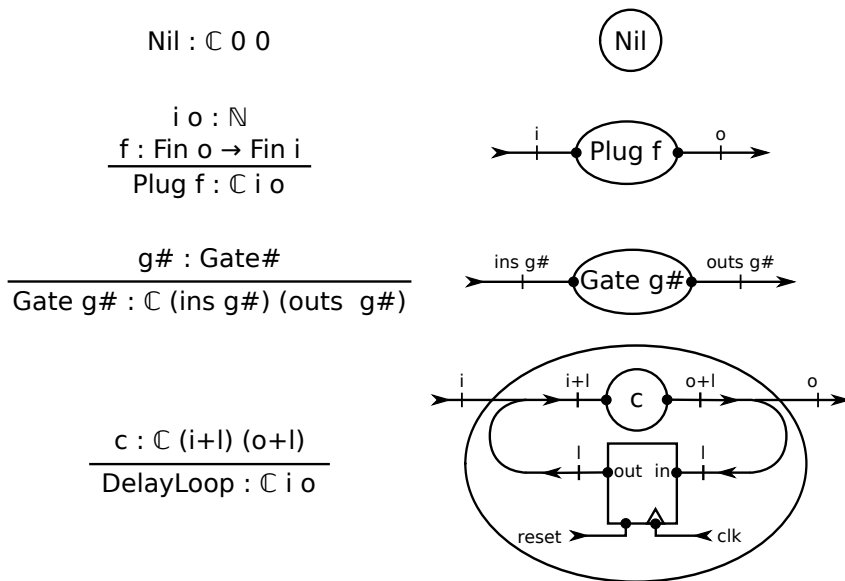 Nil : ℂ 0 0
Nil
i o : ℕ
f : Fin o → Fin i
Plug f : ℂ i o
i
Plug f
o
g# : Gate#
Gate g# : ℂ (ins g#) (outs g#)
ins g#
Gate g#
outs g#
c : ℂ (i+l) (o+l)
DelayLoop : ℂ i o
i
i+l
c
o+l
o
l
out in
l
reset
clk